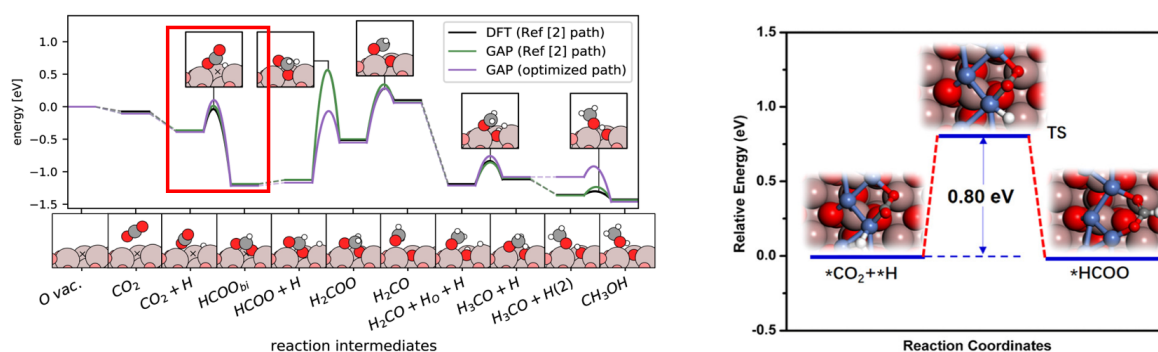 energy [eV]
1.0
0.5
0.0
−0.5
−1.0
−1.5
DFT (Ref [2] path)
GAP (Ref [2] path)
GAP (optimized path)
O vac.
CO₂
CO₂ + H
HCOO_bi
HCOO + H
H₂COO
H₂CO
H₂CO + H_O + H
H₃CO + H
H₃CO + H(2)
CH₃OH
reaction intermediates
Relative Energy (eV)
1.5
1.0
0.5
0.0
-0.5
TS
0.80 eV
*CO₂+*H
*HCOO
Reaction Coordinates